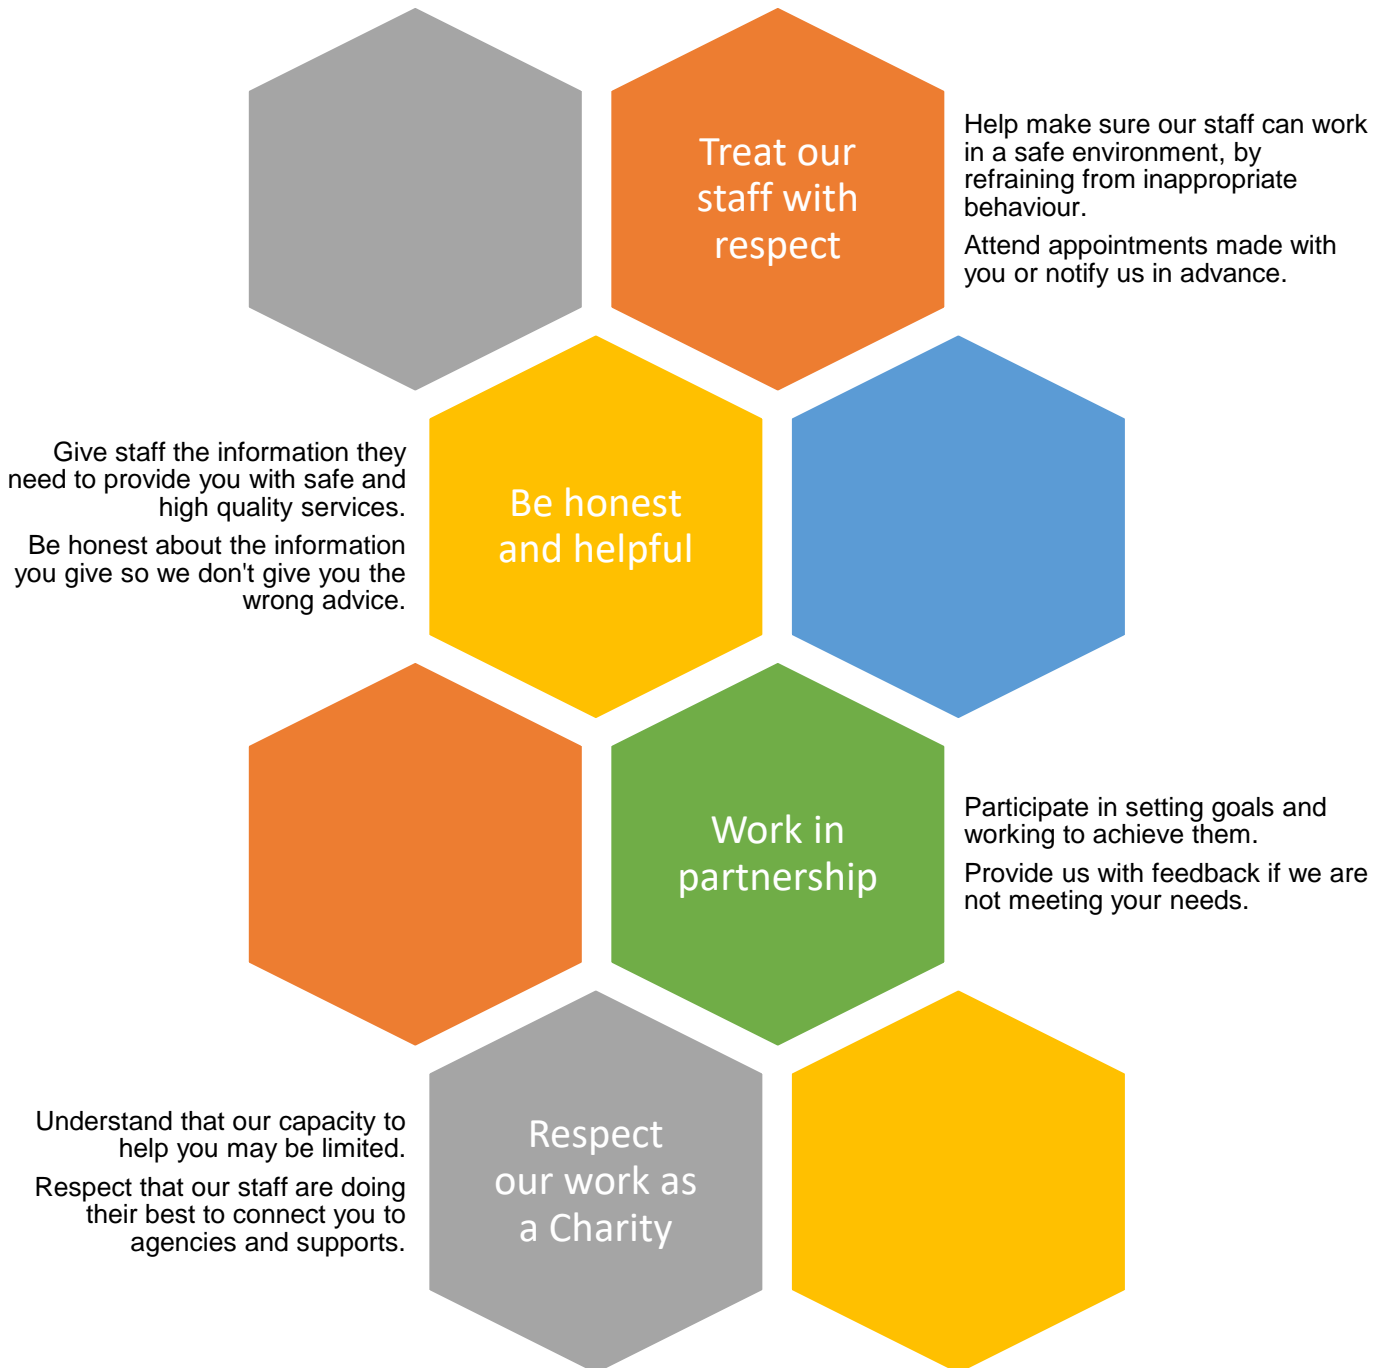 Treat our
staff with
respect
Help make sure our staff can work
in a safe environment, by
refraining from inappropriate
behaviour.
Attend appointments made with
you or notify us in advance.
Give staff the information they
need to provide you with safe and
high quality services.
Be honest about the information
you give so we don't give you the
wrong advice.
Be honest
and helpful
Work in
partnership
Participate in setting goals and
working to achieve them.
Provide us with feedback if we are
not meeting your needs.
Understand that our capacity to
help you may be limited.
Respect that our staff are doing
their best to connect you to
agencies and supports.
Respect
our work as
a Charity